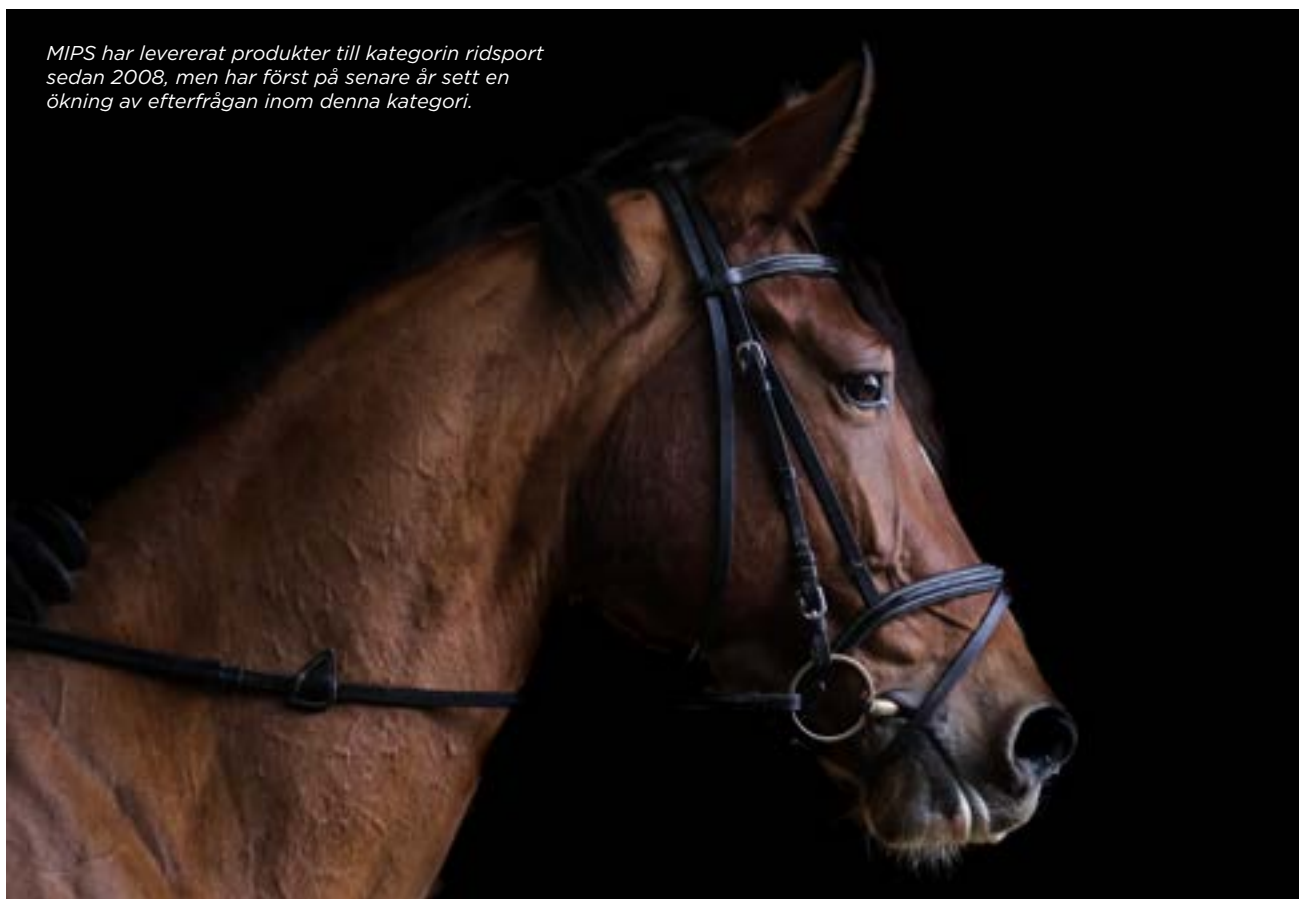 MIPS har levererat produkter till kategorin ridsport
sedan 2008, men har först på senare år sett en
ökning av efterfrågan inom denna kategori.